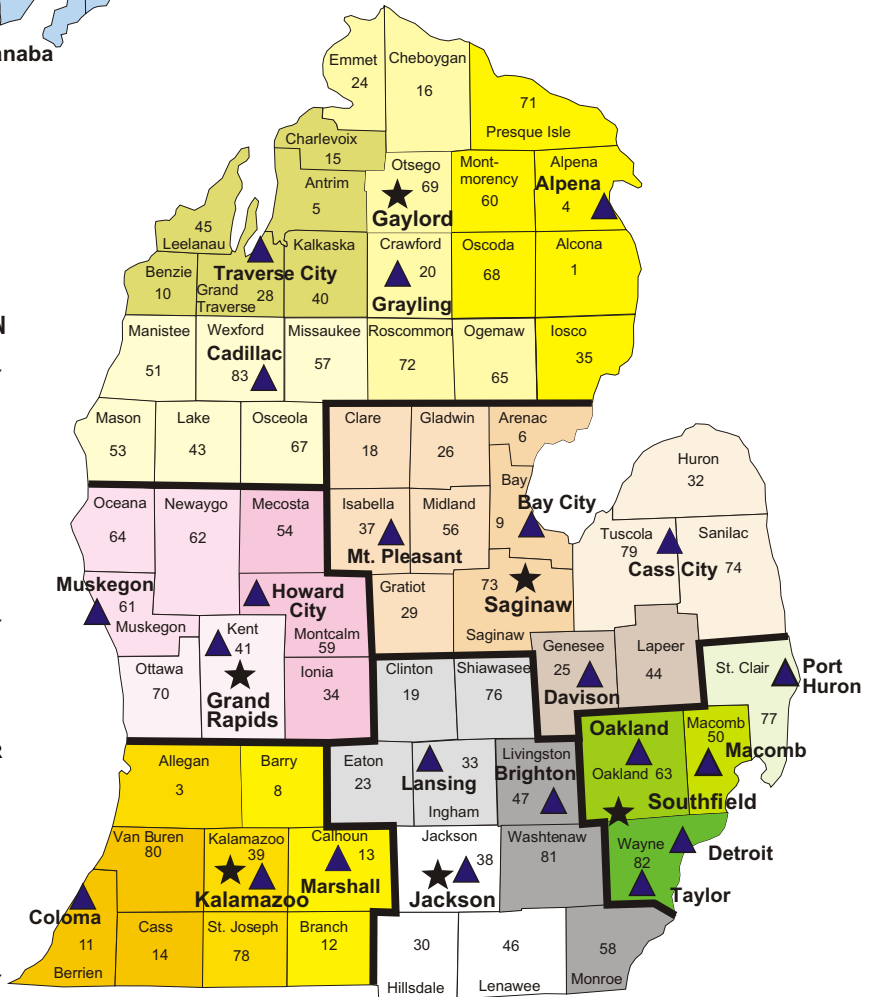 anaba
Emmet
24
Cheboygan
16
71
Presque Isle
Charlevoix
15
Antrim
5
Otsego
69
Gaylord
Mont-
morency
60
Alpena
Alpena
4
45
Leelanau
Traverse City
Benzie
10
Grand
Traverse
28
Kalkaska
40
Crawford
20
Grayling
Oscoda
68
Alcona
1
Manistee
51
Wexford
Cadillac
83
Missaukee
57
Roscommon
72
Ogemaw
65
Iosco
35
N
Mason
53
Lake
43
Osceola
67
Clare
18
Gladwin
26
Arenac
6
Huron
32
Oceana
64
Newaygo
62
Mecosta
54
Isabella
37
Mt. Pleasant
Midland
56
Bay
9
Bay City
Tuscola
79
Cass City
Sanilac
74
Muskegon
61
Muskegon
Howard
City
Montcalm
59
Gratiot
29
73
Saginaw
Saginaw
Kent
41
Grand
Rapids
Ottawa
70
Ionia
34
Clinton
19
Shiawasee
76
Genesee
25
Davison
Lapeer
44
St. Clair
77
Port
Huron
R
Allegan
3
Barry
8
Eaton
23
33
Lansing
Ingham
Livingston
Brighton
47
Oakland
Oakland 63
Macomb
50
Macomb
Southfield
Van Buren
80
Kalamazoo
39
Kalamazoo
Calhoun
13
Marshall
Jackson
38
Jackson
Washtenaw
81
Wayne
82
Detroit
Taylor
Coloma
11
Berrien
Cass
14
St. Joseph
78
Branch
12
30
Hillsdale
46
Lenawee
58
Monroe